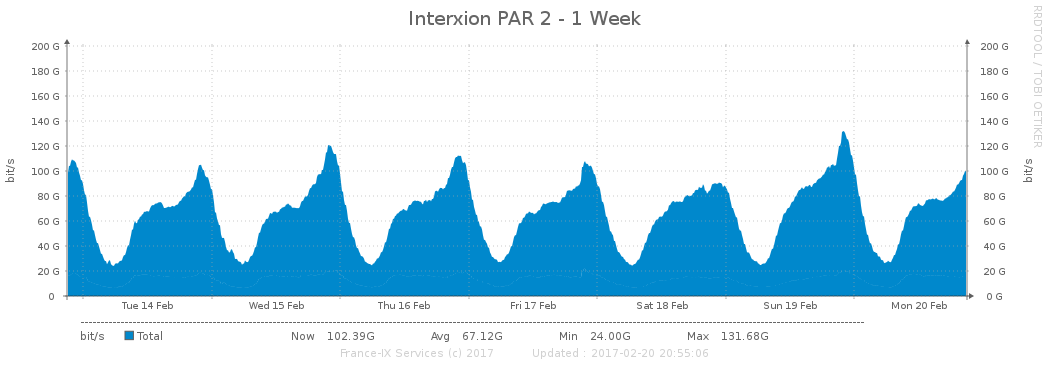 Interxion PAR 2 - 1 Week
RRDTOOL / TOBI OETIKER
bit/s
bit/s
200 G 200 G
180 G 180 G
160 G 160 G
140 G 140 G
120 G 120 G
100 G 100 G
80 G 80 G
60 G 60 G
40 G 40 G
20 G 20 G
0 0 G
Tue 14 Feb Wed 15 Feb Thu 16 Feb Fri 17 Feb Sat 18 Feb Sun 19 Feb Mon 20 Feb
bit/s Total Now 102.39G Avg 67.12G Min 24.00G Max 131.68G
France-IX Services (c) 2017 Updated : 2017-02-20 20:55:06